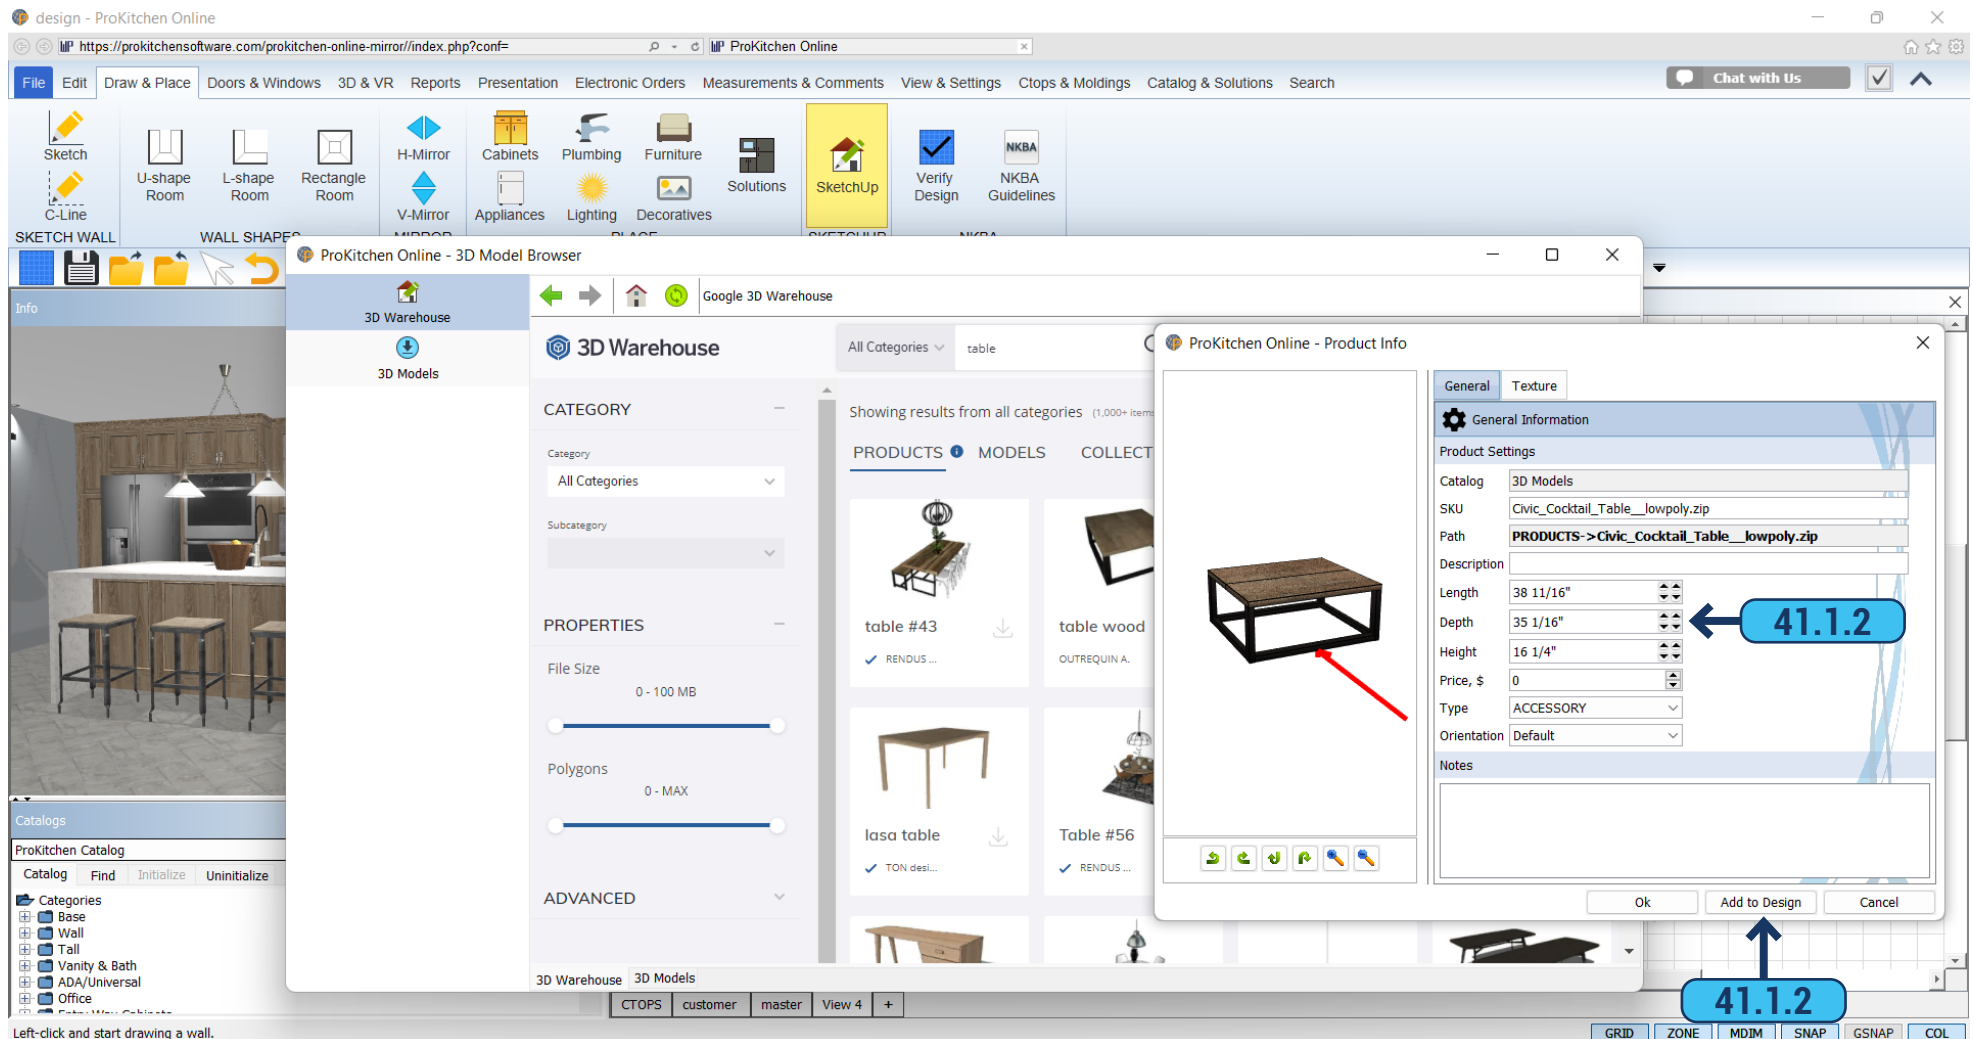 design - ProKitchen Online
https://prokitchensoftware.com/prokitchen-online-mirror//index.php?conf=
ProKitchen Online
File Edit Draw & Place Doors & Windows 3D & VR Reports Presentation Electronic Orders Measurements & Comments View & Settings Ctops & Moldings Catalog & Solutions Search
Chat with Us
Sketch
C-Line
SKETCH WALL
U-shape Room
L-shape Room
Rectangle Room
WALL SHAPES
H-Mirror
V-Mirror
MIRROR
Cabinets
Plumbing
Furniture
Appliances
Lighting
Decoratives
Solutions
PLACE
SketchUp
SKETCHUP
Verify Design
NKBA
NKBA Guidelines
NKBA
Info
ProKitchen Online - 3D Model Browser
3D Warehouse
3D Models
Google 3D Warehouse
3D Warehouse
All Categories
table
CATEGORY
Category
All Categories
Subcategory
PROPERTIES
File Size
0 - 100 MB
Polygons
0 - MAX
ADVANCED
Showing results from all categories (1,000+ items
PRODUCTS MODELS COLLECT
table #43
RENDUS ...
table wood
OUTREQUIN A.
lasa table
TON desi...
Table #56
RENDUS ...
3D Warehouse 3D Models
ProKitchen Online - Product Info
General Texture
General Information
Product Settings
Catalog 3D Models
SKU Civic_Cocktail_Table__lowpoly.zip
Path PRODUCTS->Civic_Cocktail_Table__lowpoly.zip
Description
Length 38 11/16"
Depth 35 1/16"
41.1.2
Height 16 1/4"
Price, $ 0
Type ACCESSORY
Orientation Default
Notes
Ok Add to Design Cancel
41.1.2
Catalogs
ProKitchen Catalog
Catalog Find Initialize Uninitialize
Categories
Base
Wall
Tall
Vanity & Bath
ADA/Universal
Office
Entry Way Cabinets
CTOPS customer master View 4 +
Left-click and start drawing a wall.
GRID ZONE MDIM SNAP GSNAP COL